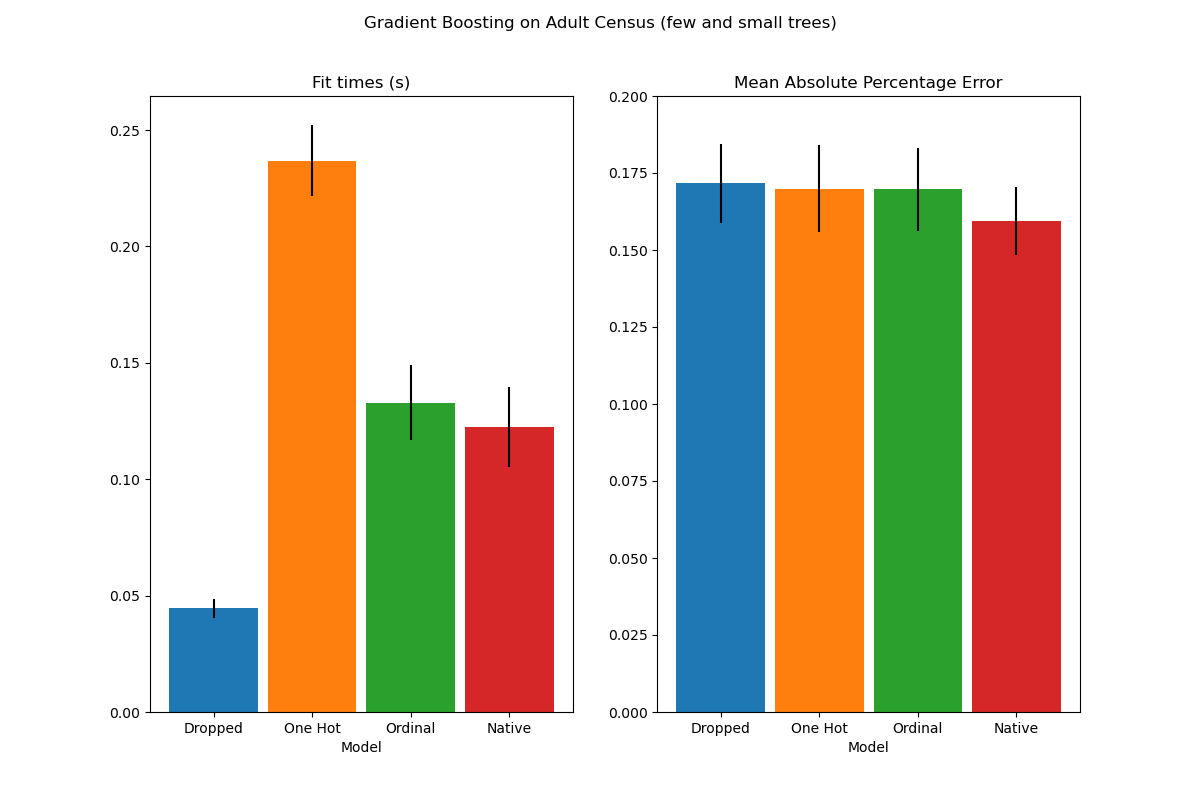 Gradient Boosting on Adult Census (few and small trees)
Fit times (s)
0.25
0.20
0.15
0.10
0.05
0.00
Dropped One Hot Ordinal Native
Model
Mean Absolute Percentage Error
0.200
0.175
0.150
0.125
0.100
0.075
0.050
0.025
0.000
Dropped One Hot Ordinal Native
Model